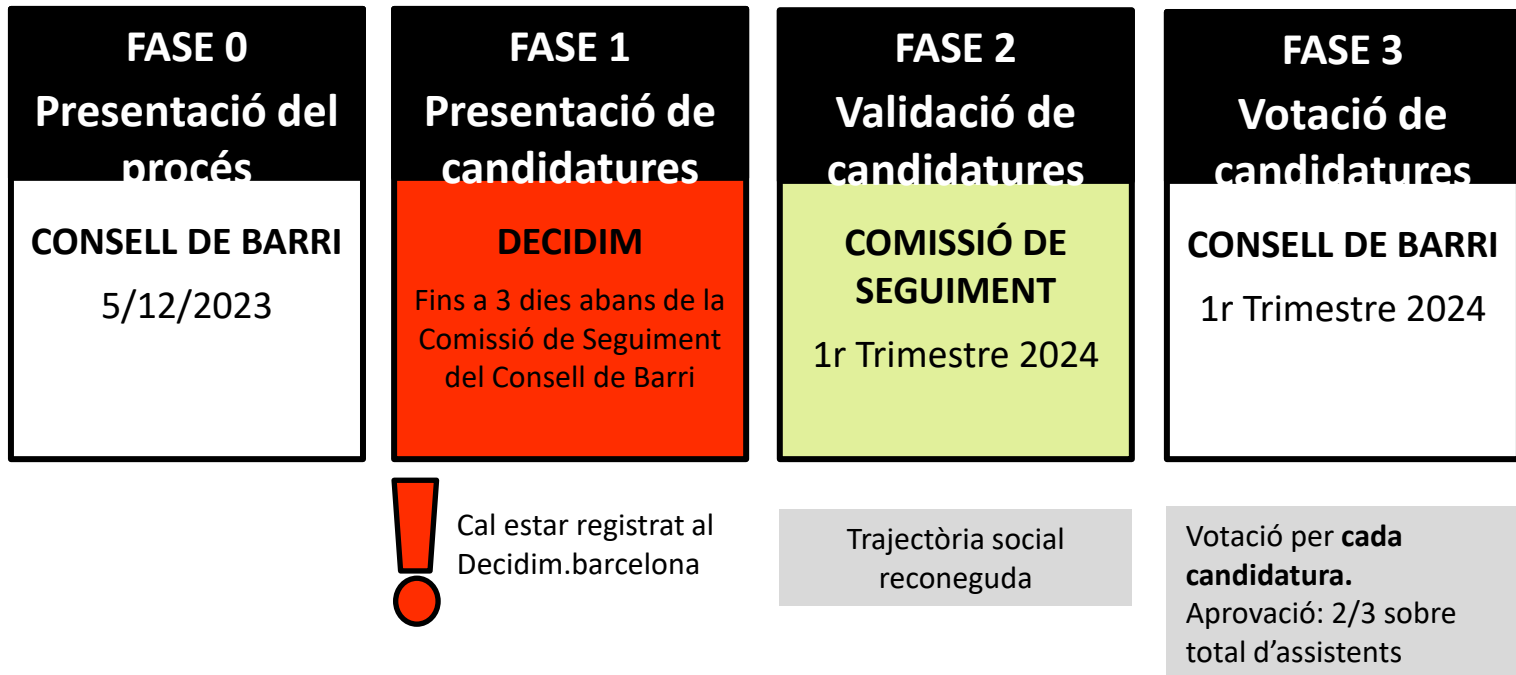 FASE 0
Presentació del
procés
CONSELL DE BARRI
5/12/2023
FASE 1
Presentació de
candidatures
DECIDIM
Fins a 3 dies abans de la
Comissió de Seguiment
del Consell de Barri
Cal estar registrat al
Decidim.barcelona
FASE 2
Validació de
candidatures
COMISSIÓ DE
SEGUIMENT
1r Trimestre 2024
Trajectòria social
reconeguda
FASE 3
Votació de
candidatures
CONSELL DE BARRI
1r Trimestre 2024
Votació per cada
candidatura.
Aprovació: 2/3 sobre
total d’assistents